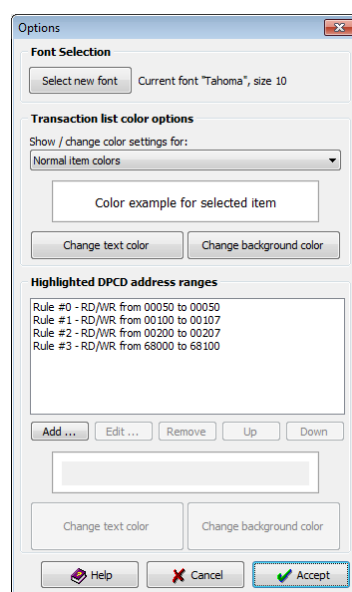 Options
Font Selection
Select new font
Current font "Tahoma", size 10
Transaction list color options
Show / change color settings for:
Normal item colors
Color example for selected item
Change text color
Change background color
Highlighted DPCD address ranges
Rule #0 - RD/WR from 00050 to 00050
Rule #1 - RD/WR from 00100 to 00107
Rule #2 - RD/WR from 00200 to 00207
Rule #3 - RD/WR from 68000 to 68100
Add ...
Edit ...
Remove
Up
Down
Change text color
Change background color
Help
Cancel
Accept